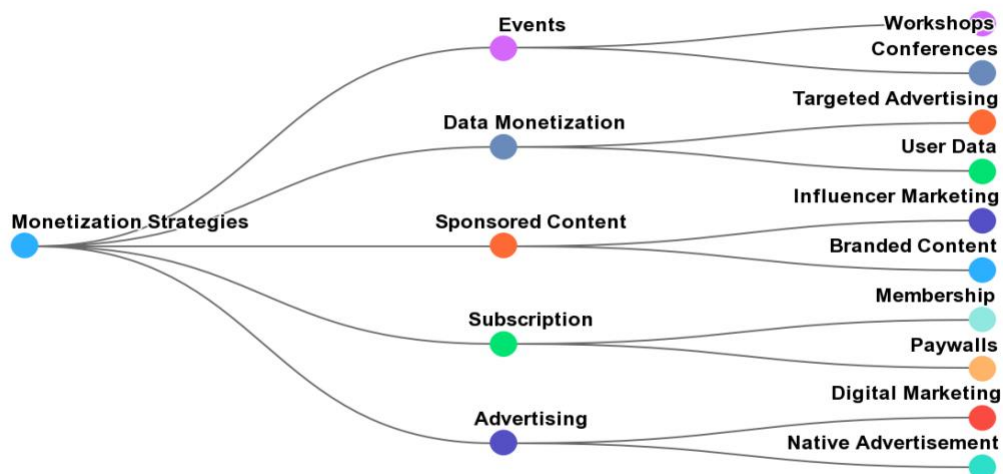 Events
Workshops
Conferences
Data Monetization
Targeted Advertising
User Data
Monetization Strategies
Sponsored Content
Influencer Marketing
Branded Content
Subscription
Membership
Paywalls
Advertising
Digital Marketing
Native Advertisement